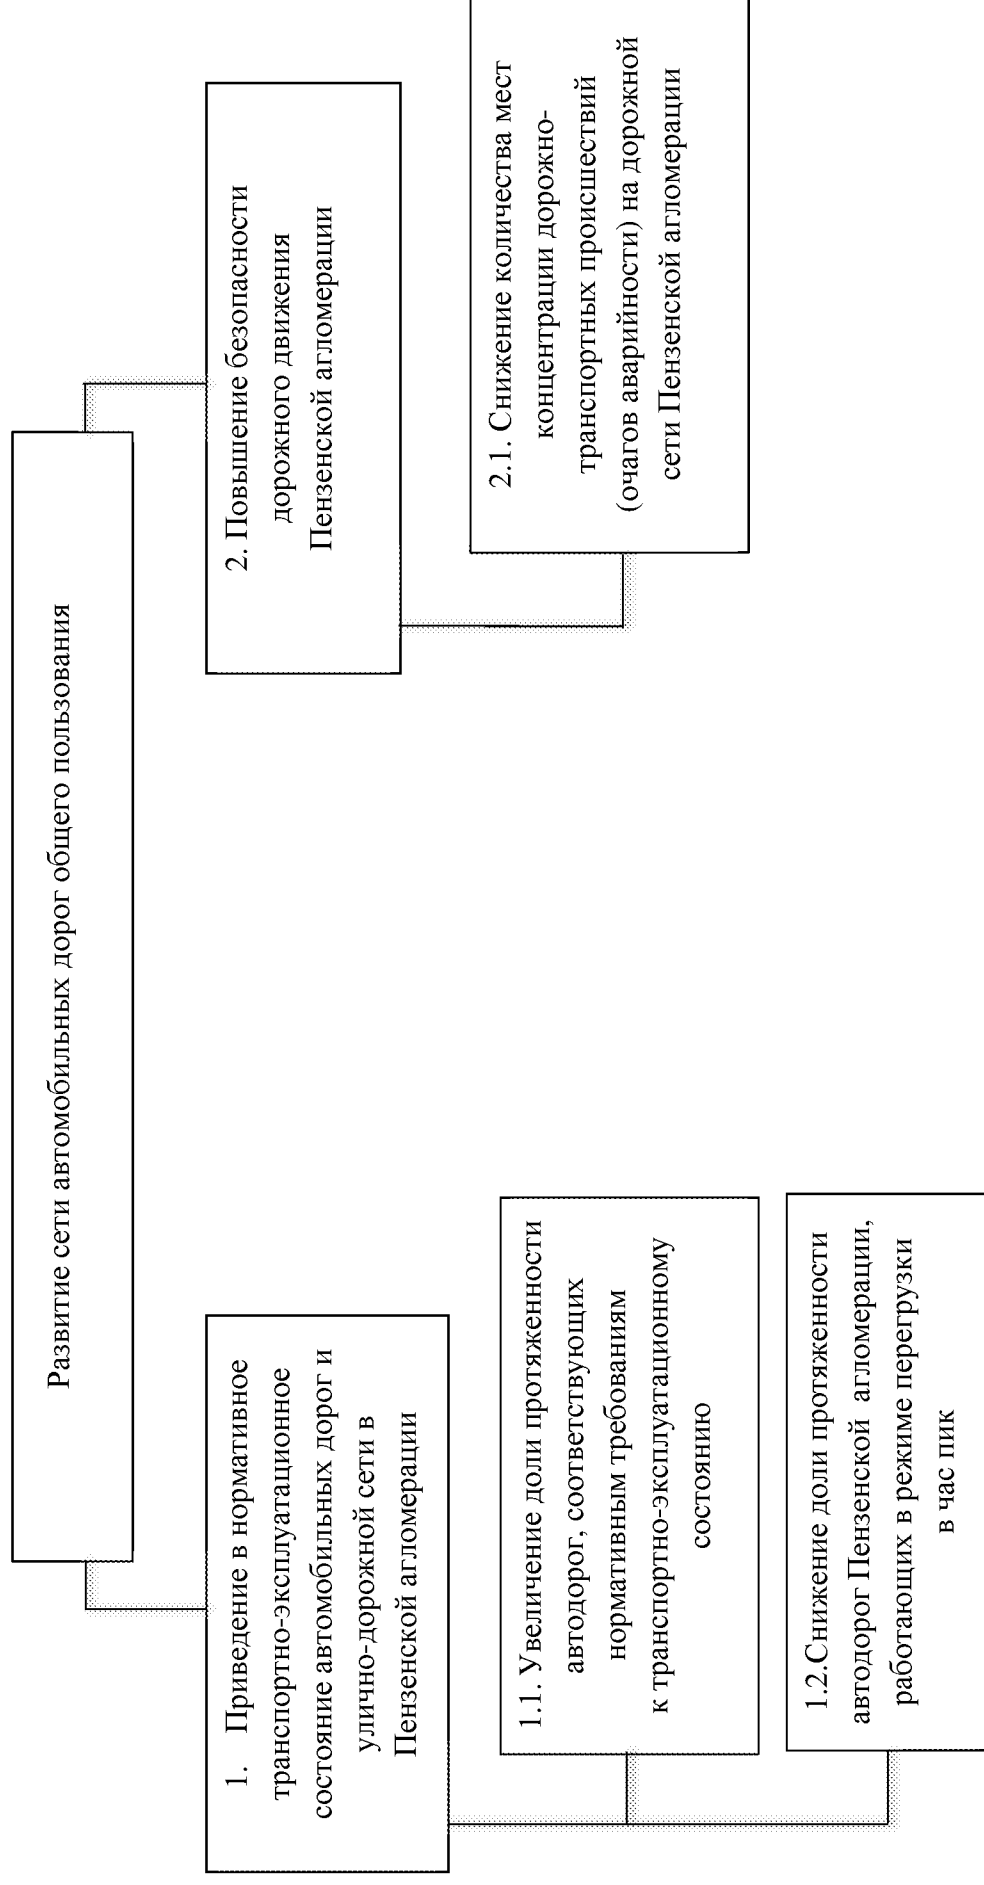 Развитие сети автомобильных дорог общего пользования
1. Приведение в нормативное
транспортно-эксплуатационное
состояние автомобильных дорог и
улично-дорожной сети в
Пензенской агломерации
1.1. Увеличение доли протяженности
автодорог, соответствующих
нормативным требованиям
к транспортно-эксплуатационному
состоянию
1.2.Снижение доли протяженности
автодорог Пензенской агломерации,
работающих в режиме перегрузки
в час пик
2. Повышение безопасности
дорожного движения
Пензенской агломерации
2.1. Снижение количества мест
концентрации дорожно-
транспортных происшествий
(очагов аварийности) на дорожной
сети Пензенской агломерации